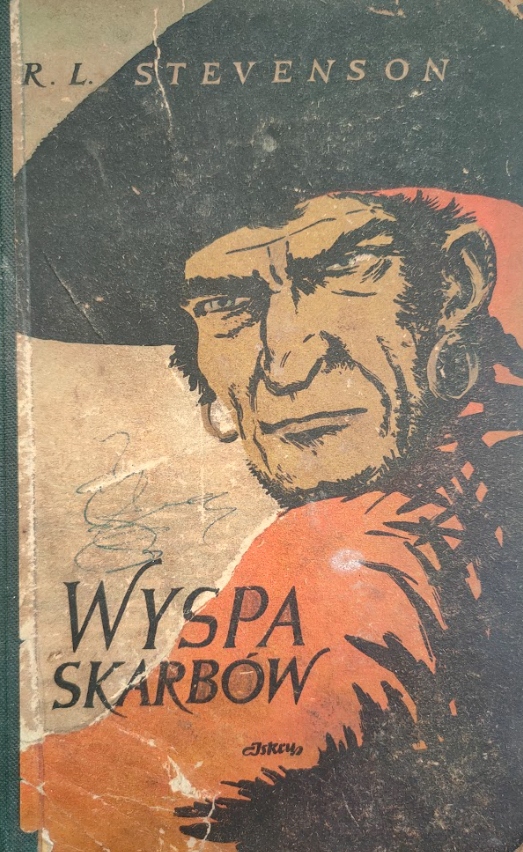 R. L. STEVENSON
WYSPA
SKARBÓW
Iskry